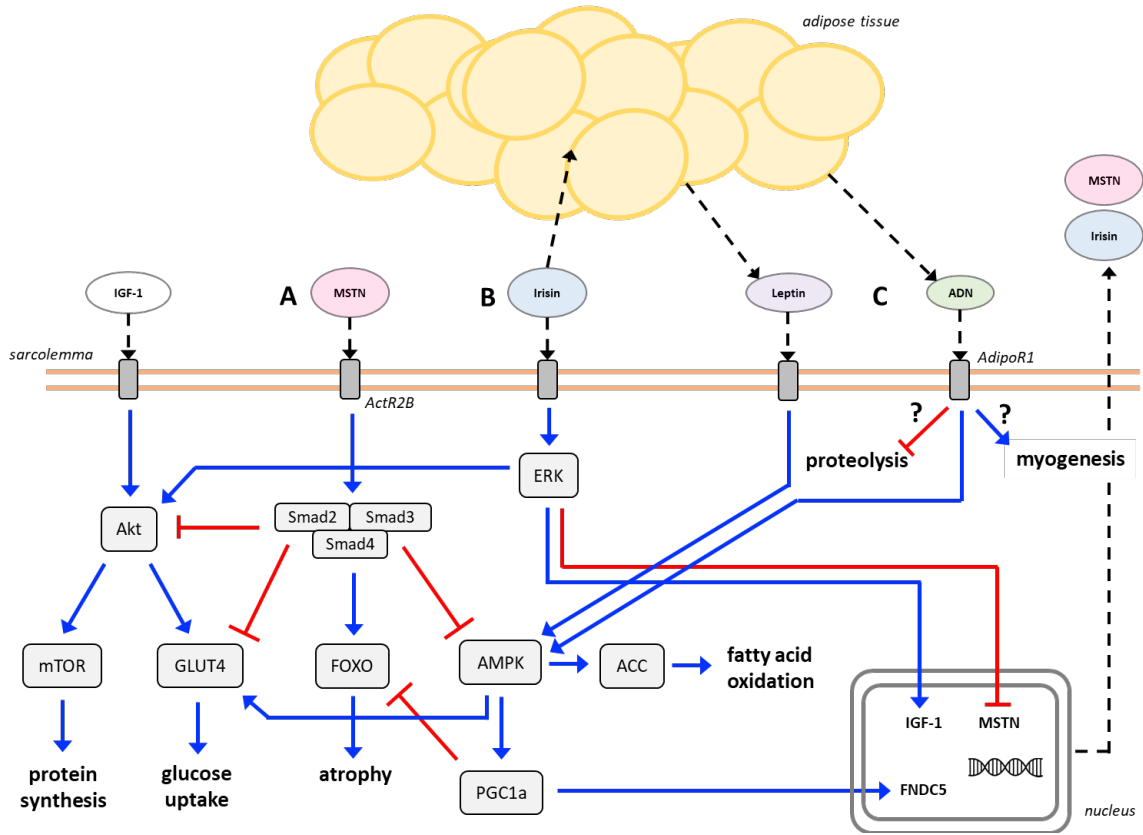 adipose tissue
MSTN
Irisin
IGF-1
A
MSTN
B
Irisin
Leptin
C
ADN
sarcolemma
AdipoR1
ActR2B
?
?
proteolysis
myogenesis
ERK
Akt
Smad2
Smad3
Smad4
mTOR
GLUT4
FOXO
AMPK
ACC
fatty acid
oxidation
IGF-1
MSTN
protein
synthesis
glucose
uptake
atrophy
PGC1a
FNDC5
nucleus